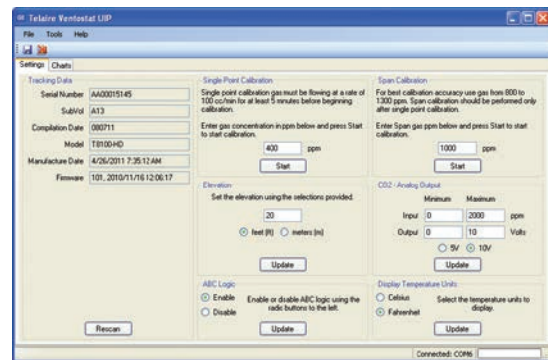 Telaire Ventostat UIP
File Tools Help
Settings Charts
Tracking Data
Serial Number AA00015145
SubVol A13
Compilation Date 080711
Model T8100-HD
Manufacture Date 4/26/2011 7:35:12 AM
Firmware 101, 2010/11/16 12:06:17
Rescan
Single Point Calibration
Single point calibration gas must be flowing at a rate of
100 cc/min for at least 5 minutes before beginning
calibration.
Enter gas concentration in ppm below and press Start
to start calibration.
400 ppm
Start
Elevation
Set the elevation using the selections provided.
20
feet (ft) meters (m)
Update
ABC Logic
Enable
Disable
Enable or disable ABC logic using the
radio buttons to the left.
Update
Span Calibration
For best calibration accuracy use gas from 800 to
1300 ppm. Span calibration should be performed only
after single point calibration.
Enter Span gas ppm below and press Start to start
calibration.
1000 ppm
Start
CO2 - Analog Output
Minimum Maximum
Input 0 2000 ppm
Output 0 10 Volts
5V 10V
Update
Display Temperature Units
Celsius
Fahrenheit
Select the temperature units to
display.
Update
Connected: COM6